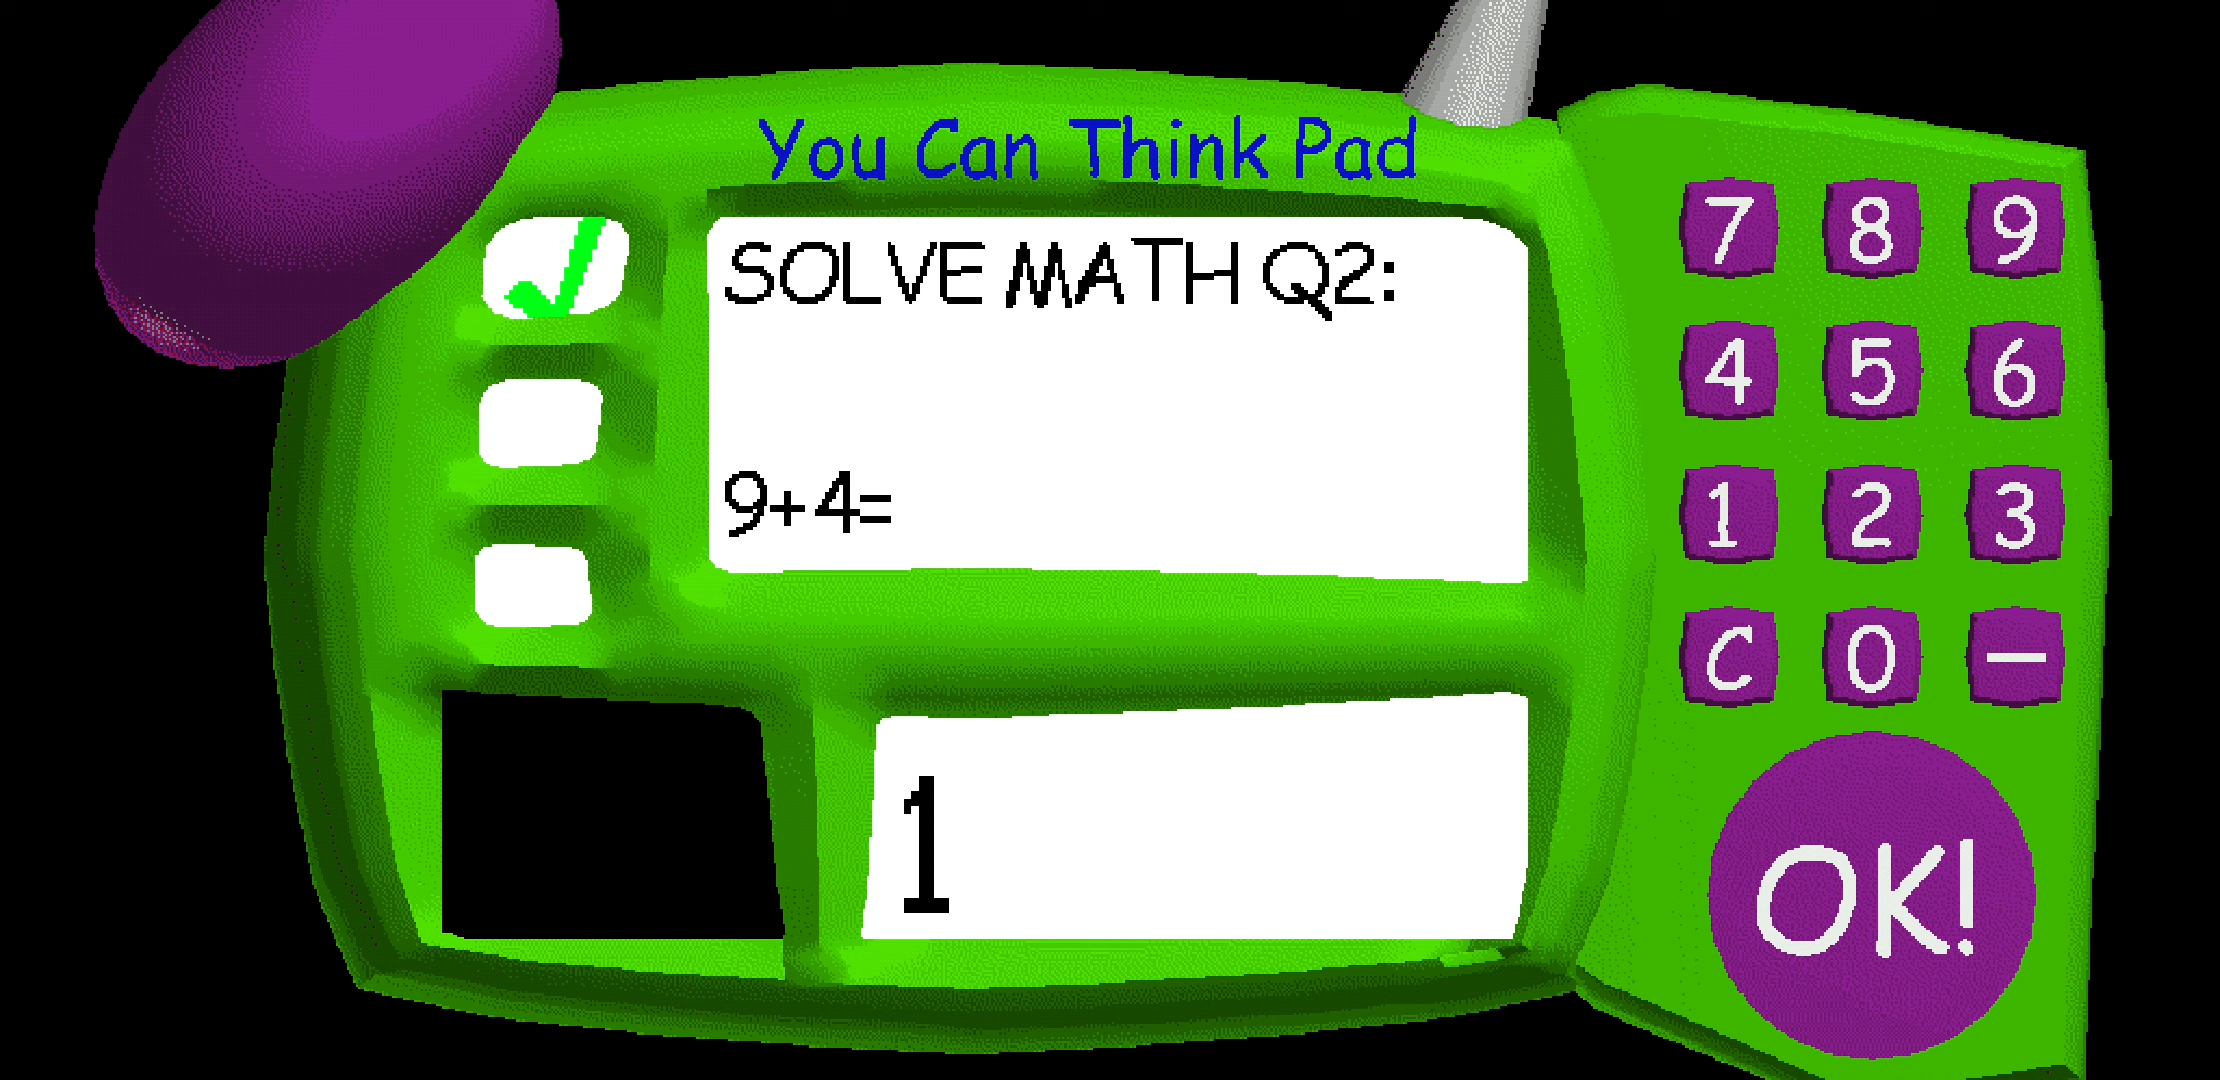 You Can Think Pad
SOLVE MATH Q2:
9+4=
1
7 8 9
4 5 6
1 2 3
C 0 −
OK!